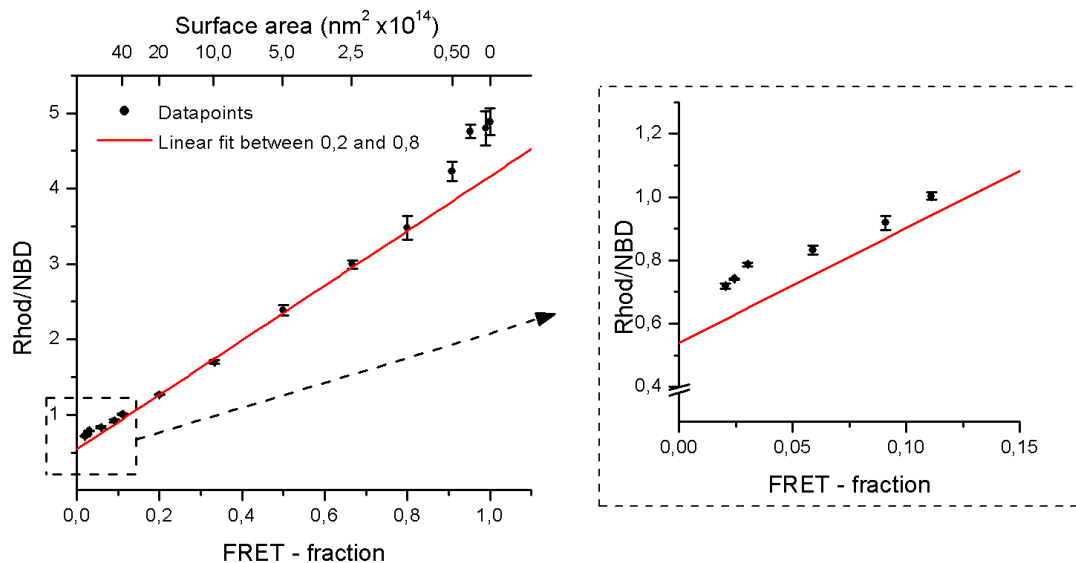 Surface area (nm² x10¹⁴)
40 20 10,0 5,0 2,5 0,50 0
5
4
3
2
1
Rhod/NBD
Datapoints
Linear fit between 0,2 and 0,8
0,0 0,2 0,4 0,6 0,8 1,0
FRET - fraction
1,2
1,0
0,8
0,6
0,4
Rhod/NBD
0,00 0,05 0,10 0,15
FRET - fraction